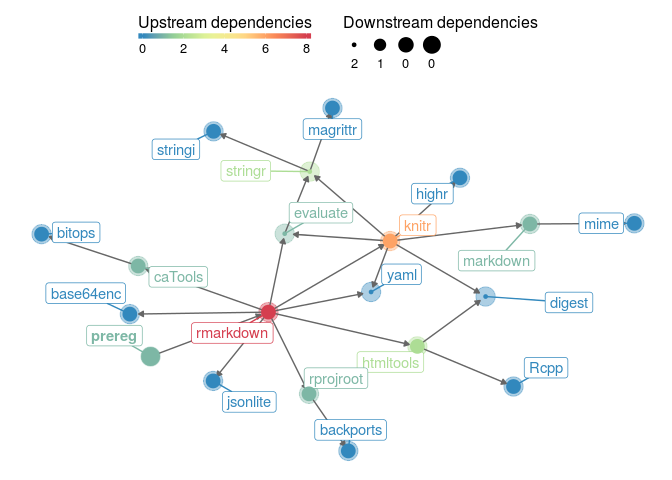 Upstream dependencies
0 2 4 6 8
Downstream dependencies
2 1 0 0
magrittr
stringi
stringr
highr
evaluate
knitr
mime
bitops
markdown
caTools
yaml
base64enc
digest
prereg
rmarkdown
htmltools
Rcpp
rprojroot
jsonlite
backports